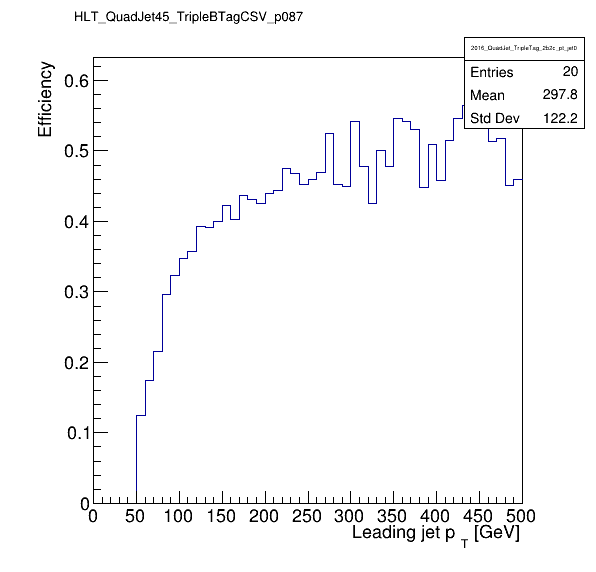 HLT_QuadJet45_TripleBTagCSV_p087
2016_QuadJet_TripleTag_2b2c_pt_jet0
Entries 20
Mean 297.8
Std Dev 122.2
Efficiency
0.6
0.5
0.4
0.3
0.2
0.1
0
0 50 100 150 200 250 300 350 400 450 500
Leading jet p T [GeV]